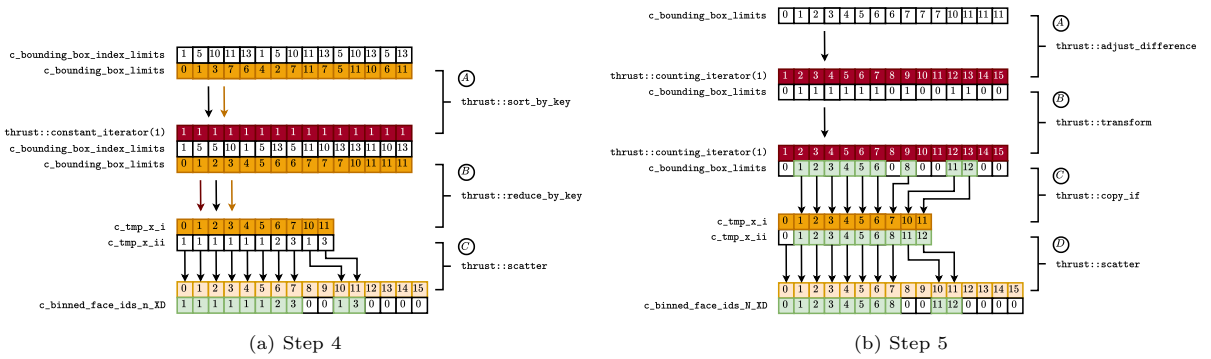 c_bounding_box_index_limits 1 5 10 11 13 1 5 10 11 13 5 10 13 5 13
c_bounding_box_limits 0 1 3 7 6 4 2 7 11 7 5 11 10 6 11
A
thrust::sort_by_key
thrust::constant_iterator(1) 1 1 1 1 1 1 1 1 1 1 1 1 1 1 1
c_bounding_box_index_limits 1 5 5 10 1 5 13 5 11 10 13 10 11 10 13
c_bounding_box_limits 0 1 2 3 4 5 6 6 7 7 7 10 11 11 11
B
thrust::reduce_by_key
c_tmp_x_i 0 1 2 3 4 5 6 7 10 11
c_tmp_x_ii 1 1 1 1 1 1 2 3 1 3
C
thrust::scatter
0 1 2 3 4 5 6 7 8 9 10 11 12 13 14 15
c_binned_face_ids_n_XD 1 1 1 1 1 1 2 3 0 0 1 3 0 0 0 0
(a) Step 4
c_bounding_box_limits 0 1 2 3 4 5 6 6 7 7 7 10 11 11 11
A
thrust::adjust_difference
thrust::counting_iterator(1) 1 2 3 4 5 6 7 8 9 10 11 12 13 14 15
c_bounding_box_limits 0 1 1 1 1 1 1 0 1 0 0 1 1 0 0
B
thrust::transform
thrust::counting_iterator(1) 1 2 3 4 5 6 7 8 9 10 11 12 13 14 15
c_bounding_box_limits 0 1 2 3 4 5 6 0 8 0 0 11 12 0 0
C
thrust::copy_if
c_tmp_x_i 0 1 2 3 4 5 6 7 10 11
c_tmp_x_ii 0 1 2 3 4 5 6 8 11 12
D
thrust::scatter
0 1 2 3 4 5 6 7 8 9 10 11 12 13 14 15
c_binned_face_ids_N_XD 0 1 2 3 4 5 6 8 0 0 11 12 0 0 0 0
(b) Step 5